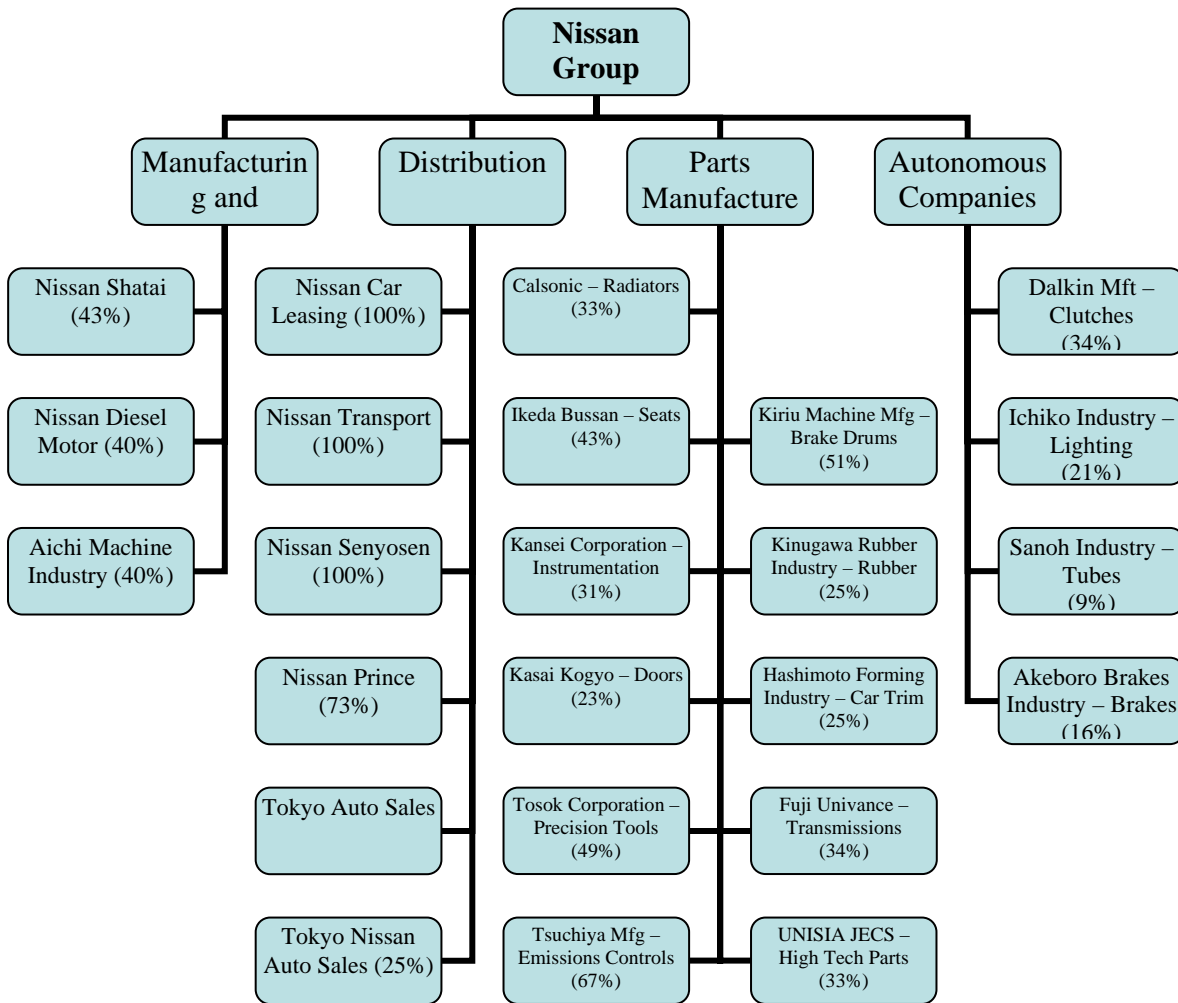 Nissan
Group
Manufacturin
g and
Distribution
Parts
Manufacture
Autonomous
Companies
Nissan Shatai
(43%)
Nissan Diesel
Motor (40%)
Aichi Machine
Industry (40%)
Nissan Car
Leasing (100%)
Nissan Transport
(100%)
Nissan Senyosen
(100%)
Nissan Prince
(73%)
Tokyo Auto Sales
Tokyo Nissan
Auto Sales (25%)
Calsonic – Radiators
(33%)
Ikeda Bussan – Seats
(43%)
Kansei Corporation –
Instrumentation
(31%)
Kasai Kogyo – Doors
(23%)
Tosok Corporation –
Precision Tools
(49%)
Tsuchiya Mfg –
Emissions Controls
(67%)
Kiriu Machine Mfg –
Brake Drums
(51%)
Kinugawa Rubber
Industry – Rubber
(25%)
Hashimoto Forming
Industry – Car Trim
(25%)
Fuji Univance –
Transmissions
(34%)
UNISIA JECS –
High Tech Parts
(33%)
Dalkin Mft –
Clutches
(34%)
Ichiko Industry –
Lighting
(21%)
Sanoh Industry –
Tubes
(9%)
Akeboro Brakes
Industry – Brakes
(16%)